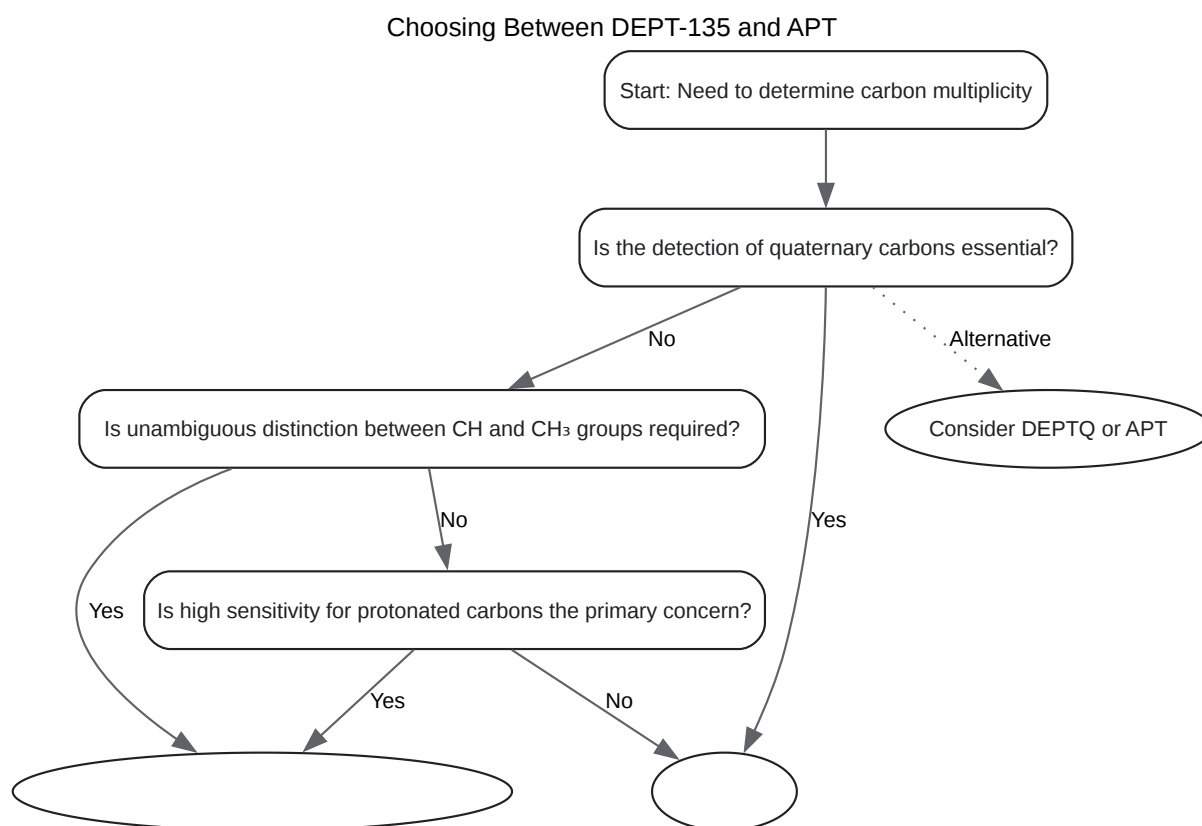 Choosing Between DEPT-135 and APT
Start: Need to determine carbon multiplicity
Is the detection of quaternary carbons essential?
No
Alternative
Is unambiguous distinction between CH and CH₃ groups required?
Consider DEPTQ or APT
No
Yes
Yes
Is high sensitivity for protonated carbons the primary concern?
Yes
No